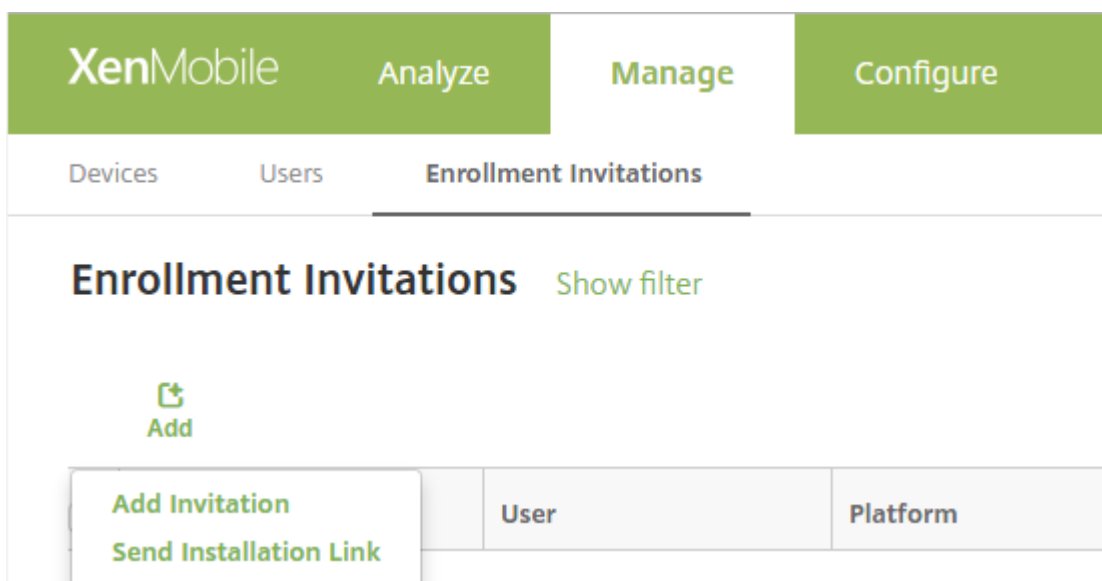 XenMobile Analyze Manage Configure
Devices Users Enrollment Invitations
Enrollment Invitations Show filter
Add
Add Invitation
User Platform
Send Installation Link